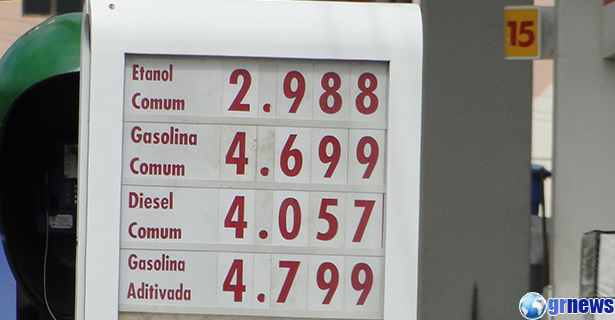 15
Etanol
Comum 2.988
Gasolina
Comum 4.699
Diesel
Comum 4.057
Gasolina
Aditivada 4.799
grnews